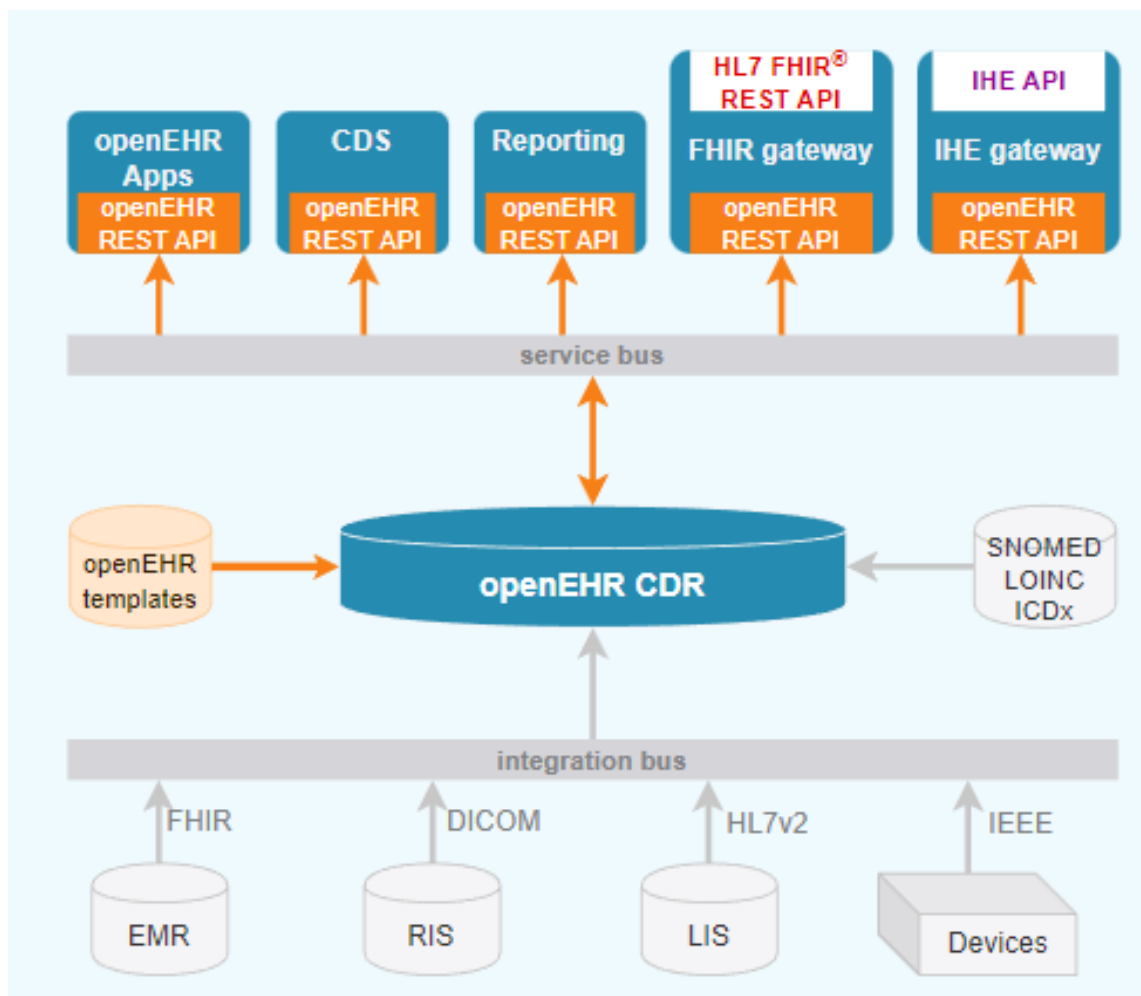 HL7 FHIR®
REST API
IHE API
openEHR
Apps
CDS
Reporting
FHIR gateway
IHE gateway
openEHR
REST API
openEHR
REST API
openEHR
REST API
openEHR
REST API
openEHR
REST API
service bus
openEHR
templates
openEHR CDR
SNOMED
LOINC
ICDx
integration bus
FHIR
DICOM
HL7v2
IEEE
EMR
RIS
LIS
Devices